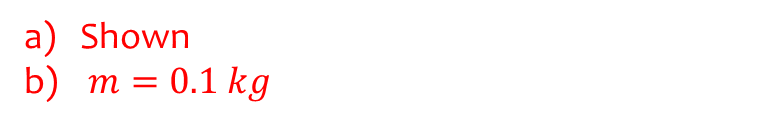 a) Shown
b) m = 0.1 kg